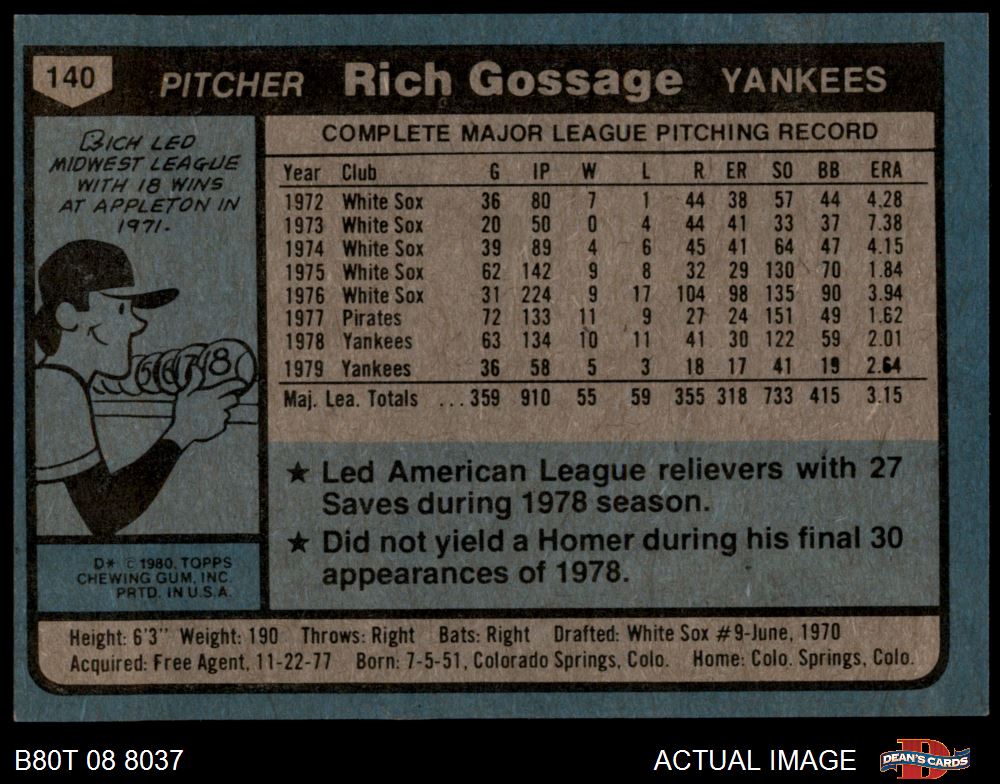 140 PITCHER Rich Gossage YANKEES
RICH LED
MIDWEST LEAGUE
WITH 18 WINS
AT APPLETON IN
1971.
5 6 7 8
COMPLETE MAJOR LEAGUE PITCHING RECORD
Year Club G IP W L R ER SO BB ERA
1972 White Sox 36 80 7 1 44 38 57 44 4.28
1973 White Sox 20 50 0 4 44 41 33 37 7.38
1974 White Sox 39 89 4 6 45 41 64 47 4.15
1975 White Sox 62 142 9 8 32 29 130 70 1.84
1976 White Sox 31 224 9 17 104 98 135 90 3.94
1977 Pirates 72 133 11 9 27 24 151 49 1.62
1978 Yankees 63 134 10 11 41 30 122 59 2.01
1979 Yankees 36 58 5 3 18 17 41 19 2.64
Maj. Lea. Totals ...359 910 55 59 355 318 733 415 3.15
★ Led American League relievers with 27
Saves during 1978 season.
★ Did not yield a Homer during his final 30
appearances of 1978.
D* © 1980, TOPPS
CHEWING GUM, INC.
PRTD. IN U.S.A.
Height: 6'3" Weight: 190 Throws: Right Bats: Right Drafted: White Sox #9-June, 1970
Acquired: Free Agent, 11-22-77 Born: 7-5-51, Colorado Springs, Colo. Home: Colo. Springs, Colo.
B80T 08 8037 ACTUAL IMAGE D DEAN'S CARDS